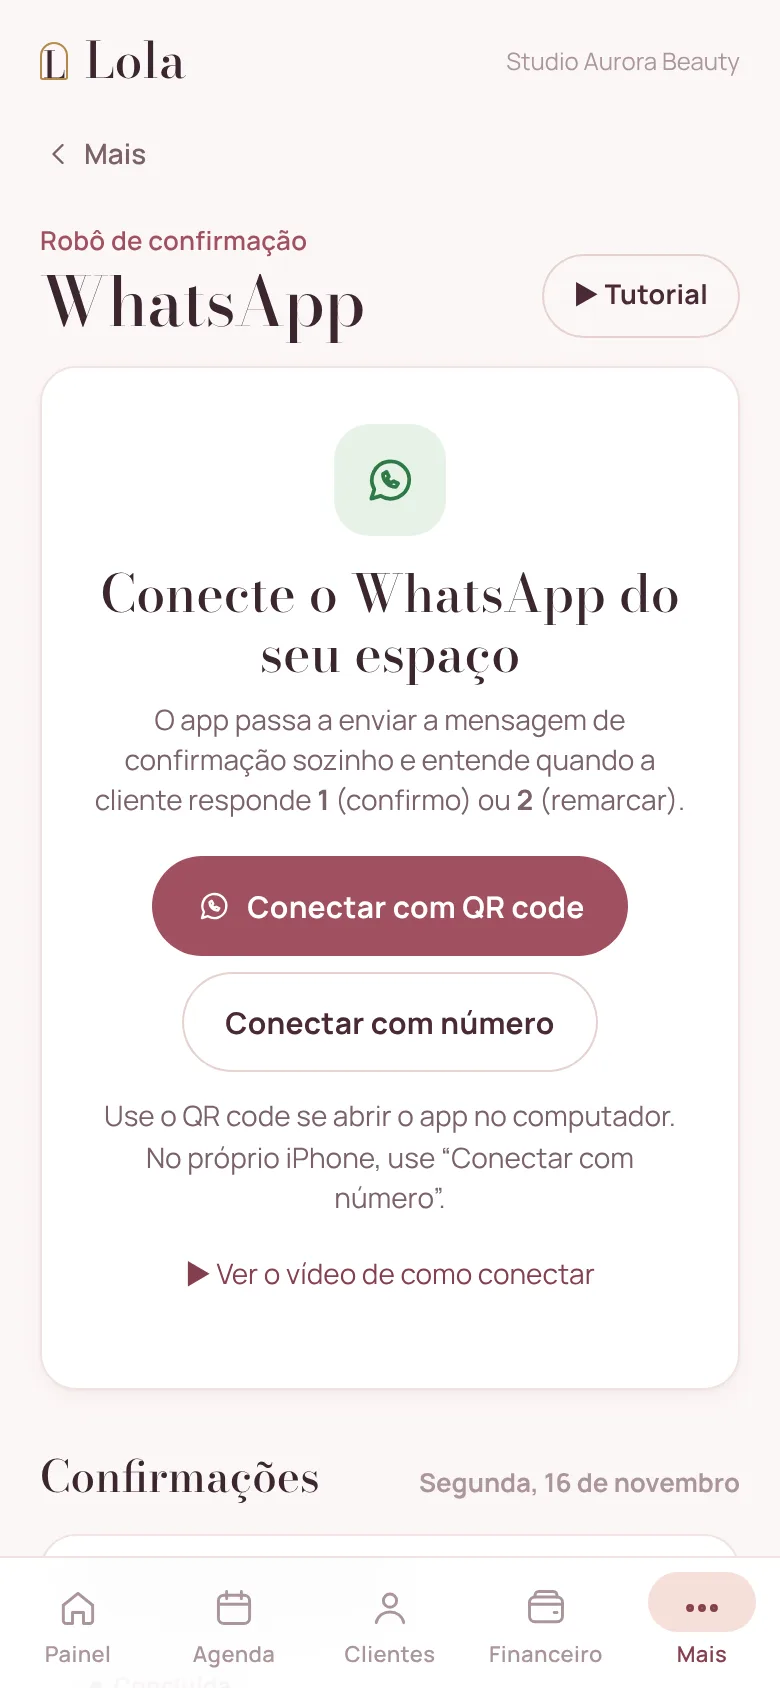 Lola
Studio Aurora Beauty
Mais
Robô de confirmação
WhatsApp
Tutorial
Conecte o WhatsApp do
seu espaço
O app passa a enviar a mensagem de
confirmação sozinho e entende quando a
cliente responde 1 (confirmo) ou 2 (remarcar).
Conectar com QR code
Conectar com número
Use o QR code se abrir o app no computador.
No próprio iPhone, use “Conectar com
número”.
Ver o vídeo de como conectar
Confirmações
Segunda, 16 de novembro
Painel
Agenda
Clientes
Financeiro
Mais
Concluída